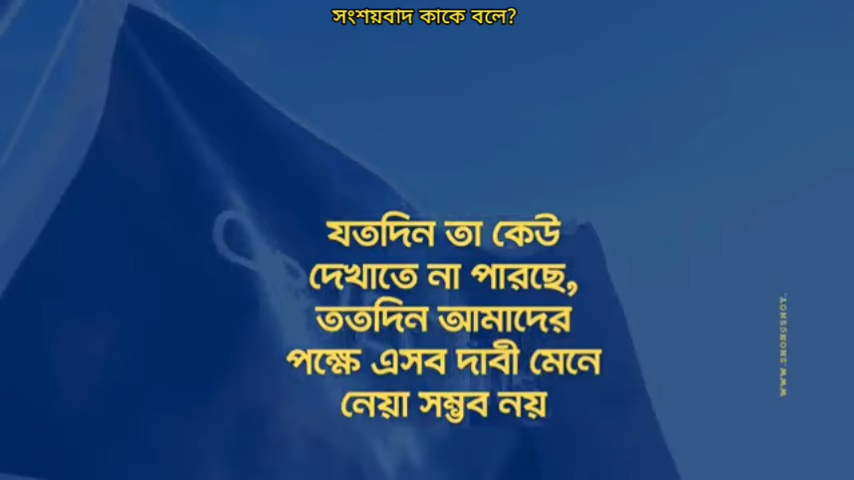 সংশয়বাদ কাকে বলে?
যতদিন তা কেউ
দেখাতে না পারছে,
ততদিন আমাদের
পক্ষে এসব দাবী মেনে
নেয়া সম্ভব নয়